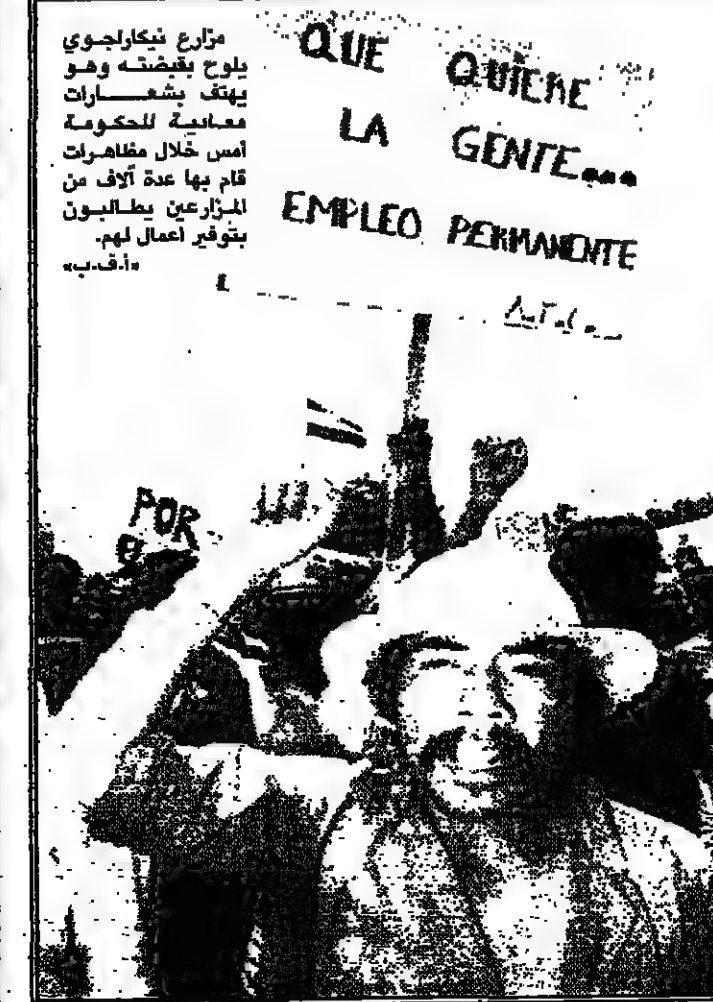 مزارع نيكاراجوي
يلوح بقبضته وهو
يهتف بشعارات
معادية للحكومة
أمس خلال مظاهرات
قام بها عدة آلاف من
المزارعين يطالبون
بتوفير اعمال لهم.
«أ.ف.ب»
QUE QUIERE
LA GENTE...
EMPLEO PERMANENTE
A.T.C.
POR